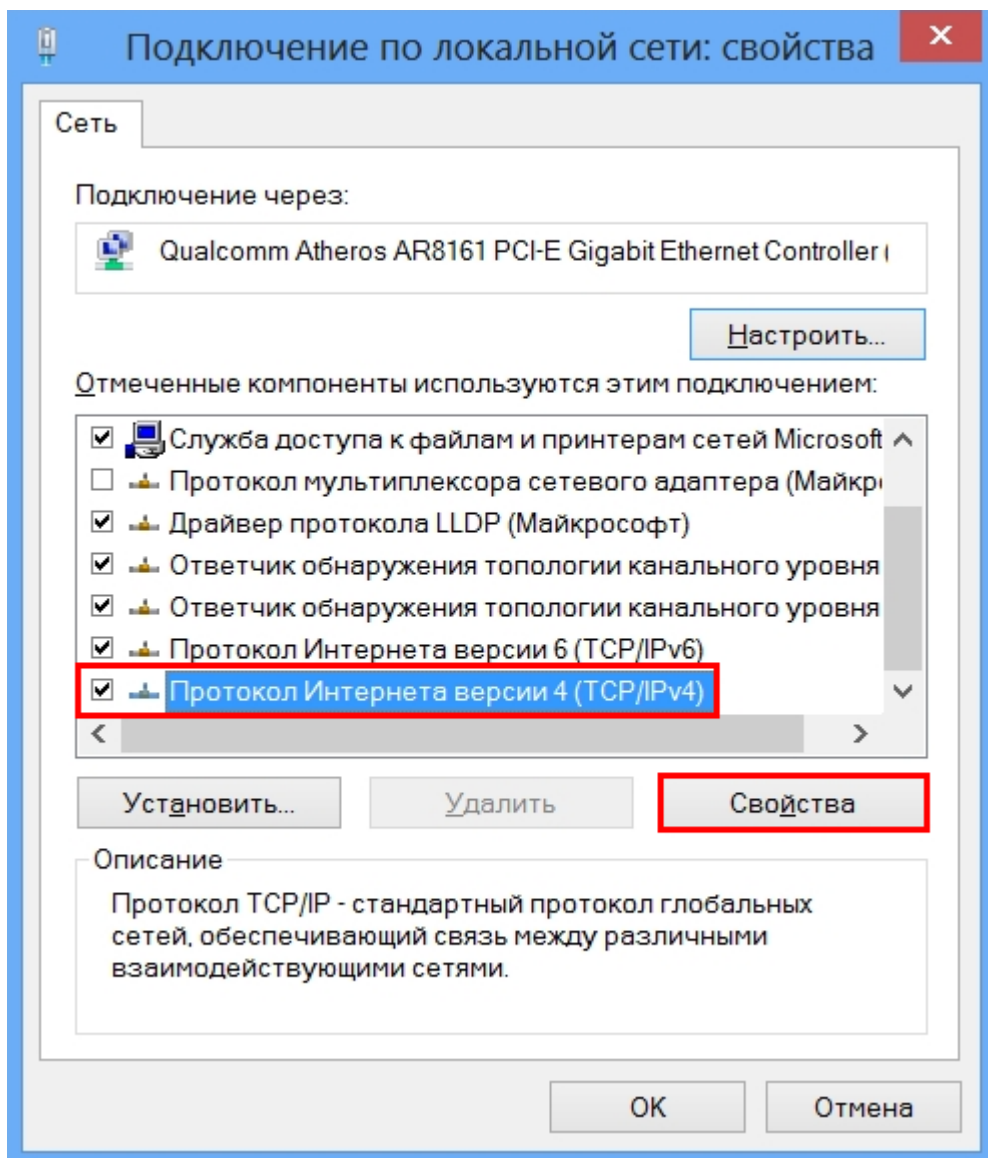 Подключение по локальной сети: свойства
Сеть
Подключение через:
Qualcomm Atheros AR8161 PCI-E Gigabit Ethernet Controller (
Настроить...
Отмеченные компоненты используются этим подключением:
Служба доступа к файлам и принтерам сетей Microsoft
Протокол мультиплексора сетевого адаптера (Майкр
Драйвер протокола LLDP (Майкрософт)
Ответчик обнаружения топологии канального уровня
Ответчик обнаружения топологии канального уровня
Протокол Интернета версии 6 (TCP/IPv6)
Протокол Интернета версии 4 (TCP/IPv4)
Установить...
Удалить
Свойства
Описание
Протокол TCP/IP - стандартный протокол глобальных
сетей, обеспечивающий связь между различными
взаимодействующими сетями.
OK
Отмена